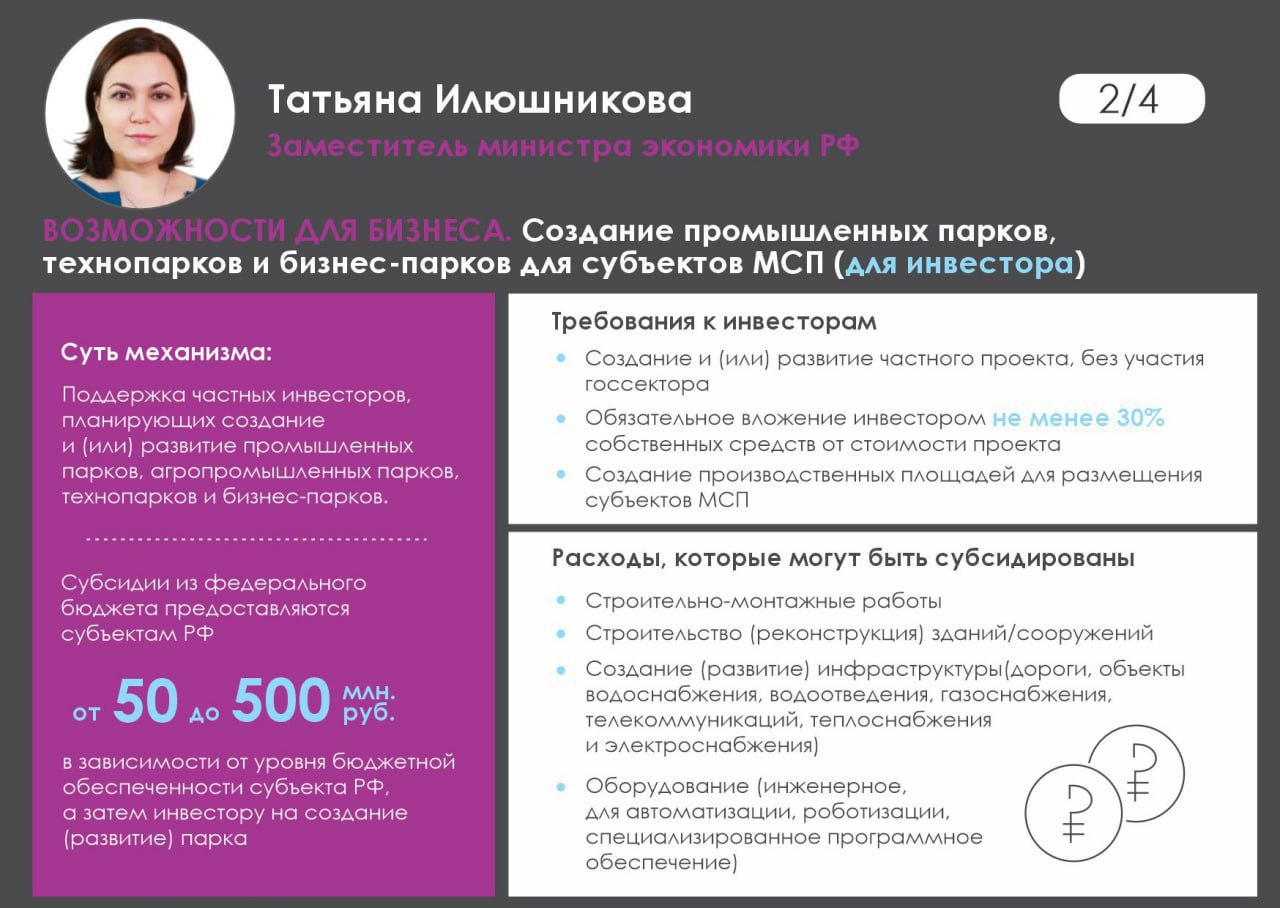 Татьяна Илюшникова
2/4
Заместитель министра экономики РФ
ВОЗМОЖНОСТИ ДЛЯ БИЗНЕСА. Создание промышленных парков,
технопарков и бизнес-парков для субъектов МСП (для инвестора)
Суть механизма:
Поддержка частных инвесторов,
планирующих создание
и (или) развитие промышленных
парков, агропромышленных парков,
технопарков и бизнес-парков.
Субсидии из федерального
бюджета предоставляются
субъектам РФ
от 50 до 500 млн.
руб.
в зависимости от уровня бюджетной
обеспеченности субъекта РФ,
а затем инвестору на создание
(развитие) парка
Требования к инвесторам
• Создание и (или) развитие частного проекта, без участия
госсектора
• Обязательное вложение инвестором не менее 30%
собственных средств от стоимости проекта
• Создание производственных площадей для размещения
субъектов МСП
Расходы, которые могут быть субсидированы
• Строительно-монтажные работы
• Строительство (реконструкция) зданий/сооружений
• Создание (развитие) инфраструктуры(дороги, объекты
водоснабжения, водоотведения, газоснабжения,
телекоммуникаций, теплоснабжения
и электроснабжения)
• Оборудование (инженерное,
для автоматизации, роботизации,
специализированное программное
обеспечение)